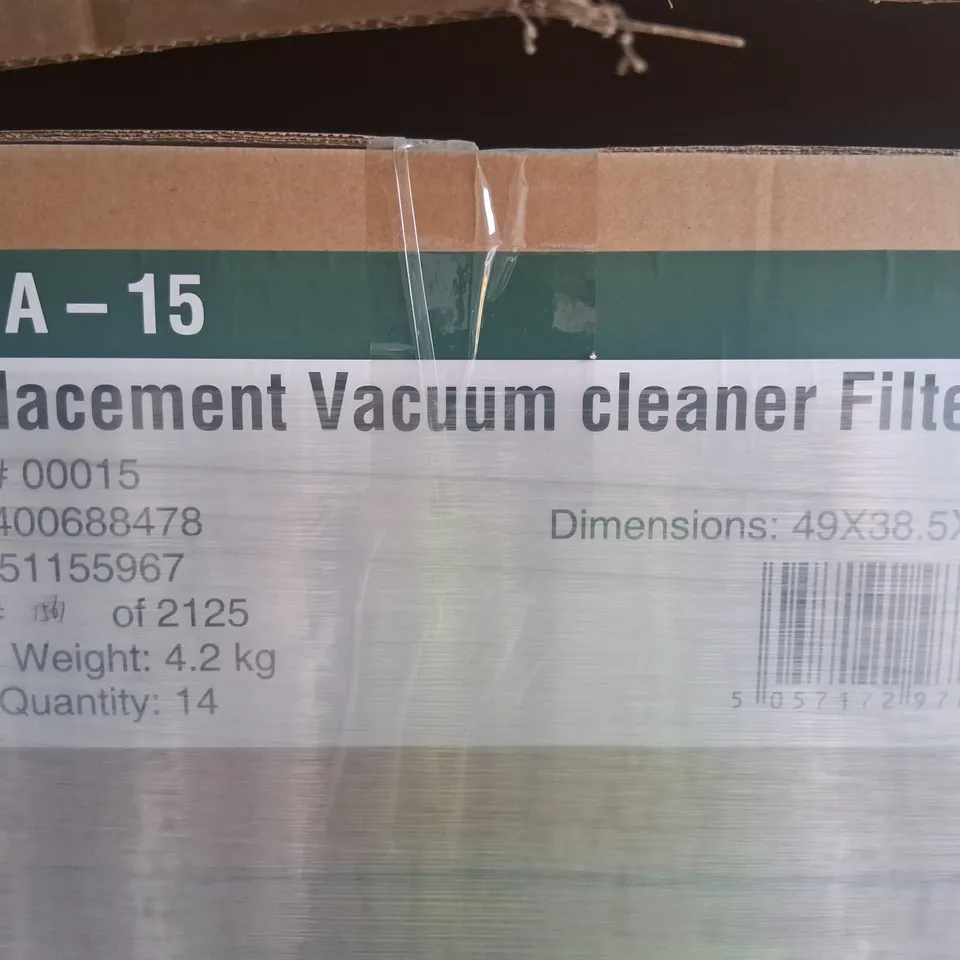 A – 15
lacement Vacuum cleaner Filte
# 00015
400688478
Dimensions: 49X38.5X
51155967
# 1561 of 2125
Weight: 4.2 kg
Quantity: 14
5 057172 97